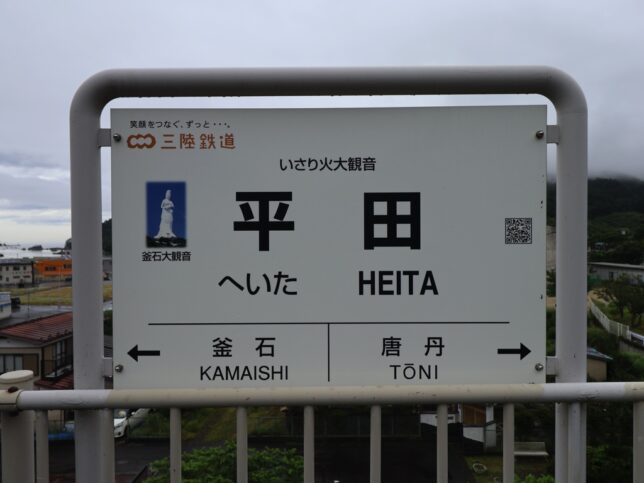 笑顔をつなぐ、ずっと・・・。
三陸鉄道
いさり火大観音
平田
釜石大観音
へいた HEITA
← 釜石 唐丹 →
KAMAISHI TŌNI